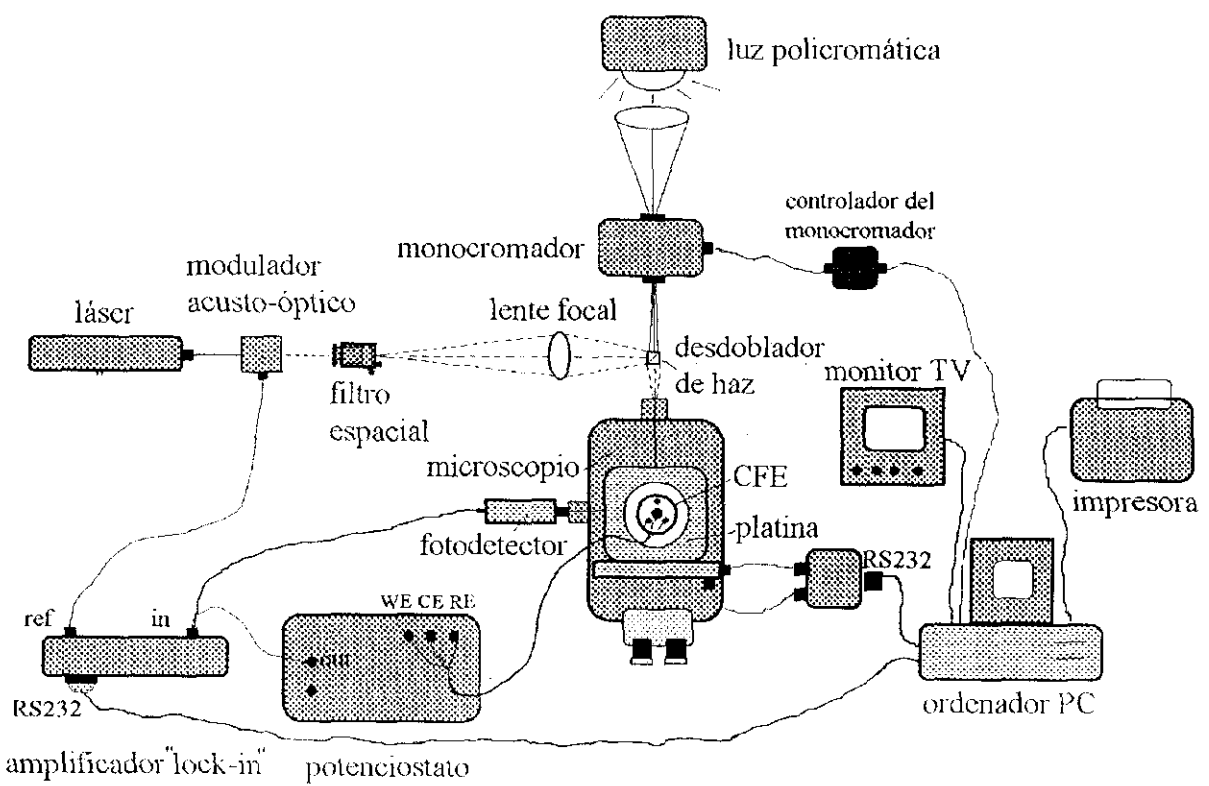 luz policromática
controlador del
monocromador
monocromador
modulador
acusto-óptico
láser
lente focal
desdoblador
de haz
monitor TV
filtro
espacial
microscopio
CFE
impresora
fotodetector
platina
RS232
WE CE RE
ref
in
out
RS232
ordenador PC
amplificador "lock-in"
potenciostato